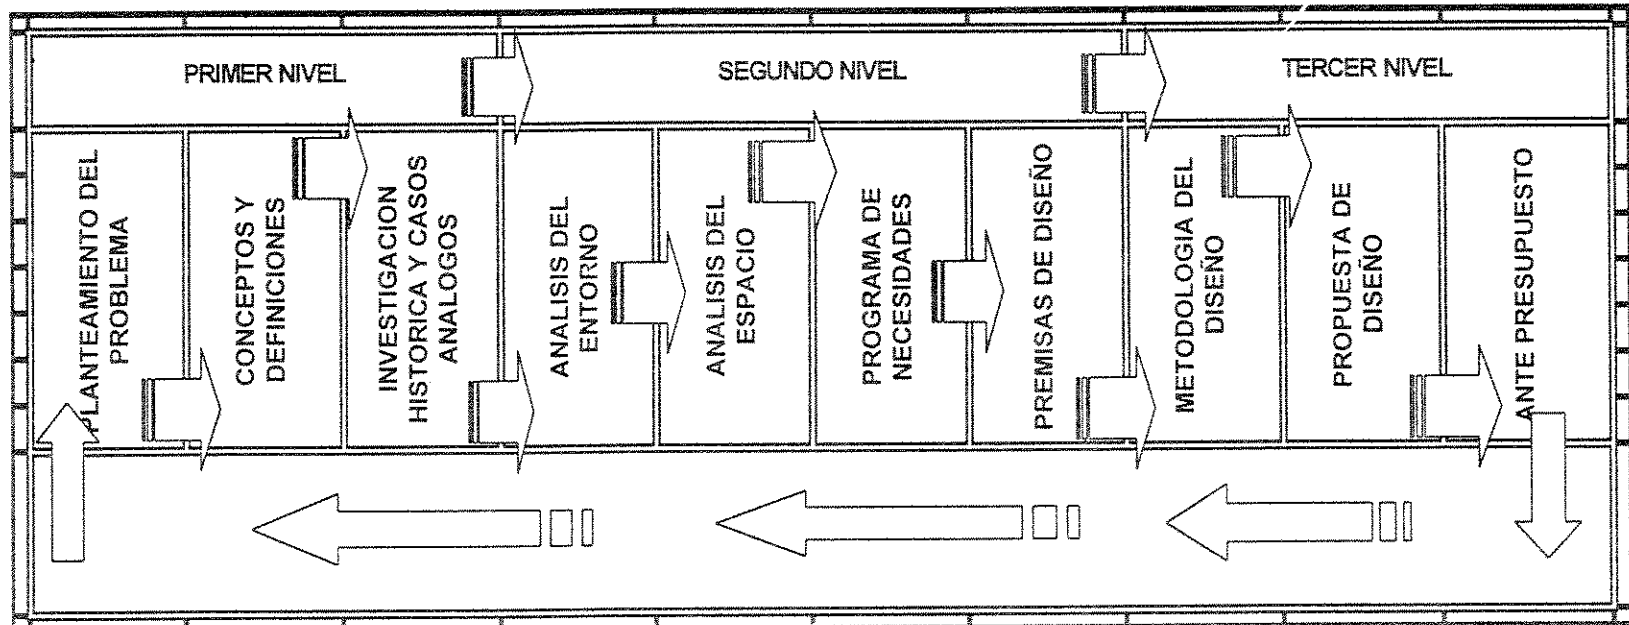 PRIMER NIVEL
SEGUNDO NIVEL
TERCER NIVEL
PLANTEAMIENTO DEL
PROBLEMA
CONCEPTOS Y
DEFINICIONES
INVESTIGACION
HISTORICA Y CASOS
ANALOGOS
ANALISIS DEL
ENTORNO
ANALISIS DEL
ESPACIO
PROGRAMA DE
NECESIDADES
PREMISAS DE DISEÑO
METODOLOGIA DEL
DISEÑO
PROPUESTA DE
DISEÑO
ANTE PRESUPUESTO